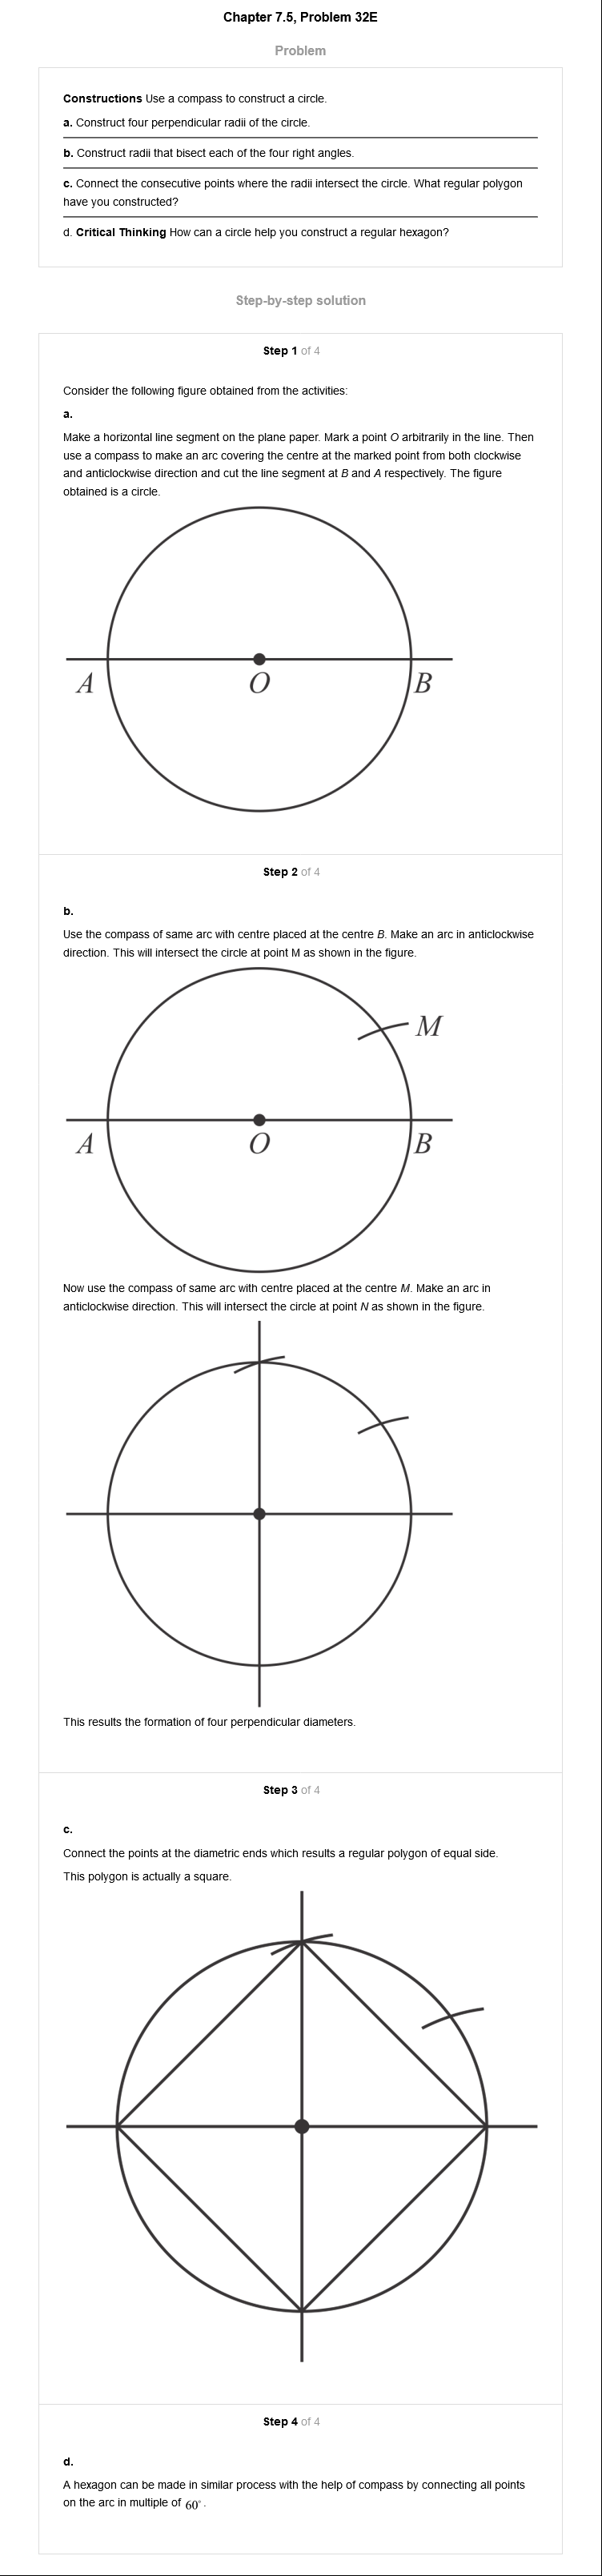 Chapter 7.5, Problem 32E
Problem
Constructions Use a compass to construct a circle.
a. Construct four perpendicular radii of the circle.
b. Construct radii that bisect each of the four right angles.
c. Connect the consecutive points where the radii intersect the circle. What regular polygon
have you constructed?
d. Critical Thinking How can a circle help you construct a regular hexagon?
Step-by-step solution
Step 1 of 4
Consider the following figure obtained from the activities:
a.
Make a horizontal line segment on the plane paper. Mark a point O arbitrarily in the line. Then
use a compass to make an arc covering the centre at the marked point from both clockwise
and anticlockwise direction and cut the line segment at B and A respectively. The figure
obtained is a circle.
A O B
Step 2 of 4
b.
Use the compass of same arc with centre placed at the centre B. Make an arc in anticlockwise
direction. This will intersect the circle at point M as shown in the figure.
M
A O B
Now use the compass of same arc with centre placed at the centre M. Make an arc in
anticlockwise direction. This will intersect the circle at point N as shown in the figure.
This results the formation of four perpendicular diameters.
Step 3 of 4
c.
Connect the points at the diametric ends which results a regular polygon of equal side.
This polygon is actually a square.
Step 4 of 4
d.
A hexagon can be made in similar process with the help of compass by connecting all points
on the arc in multiple of 60°.